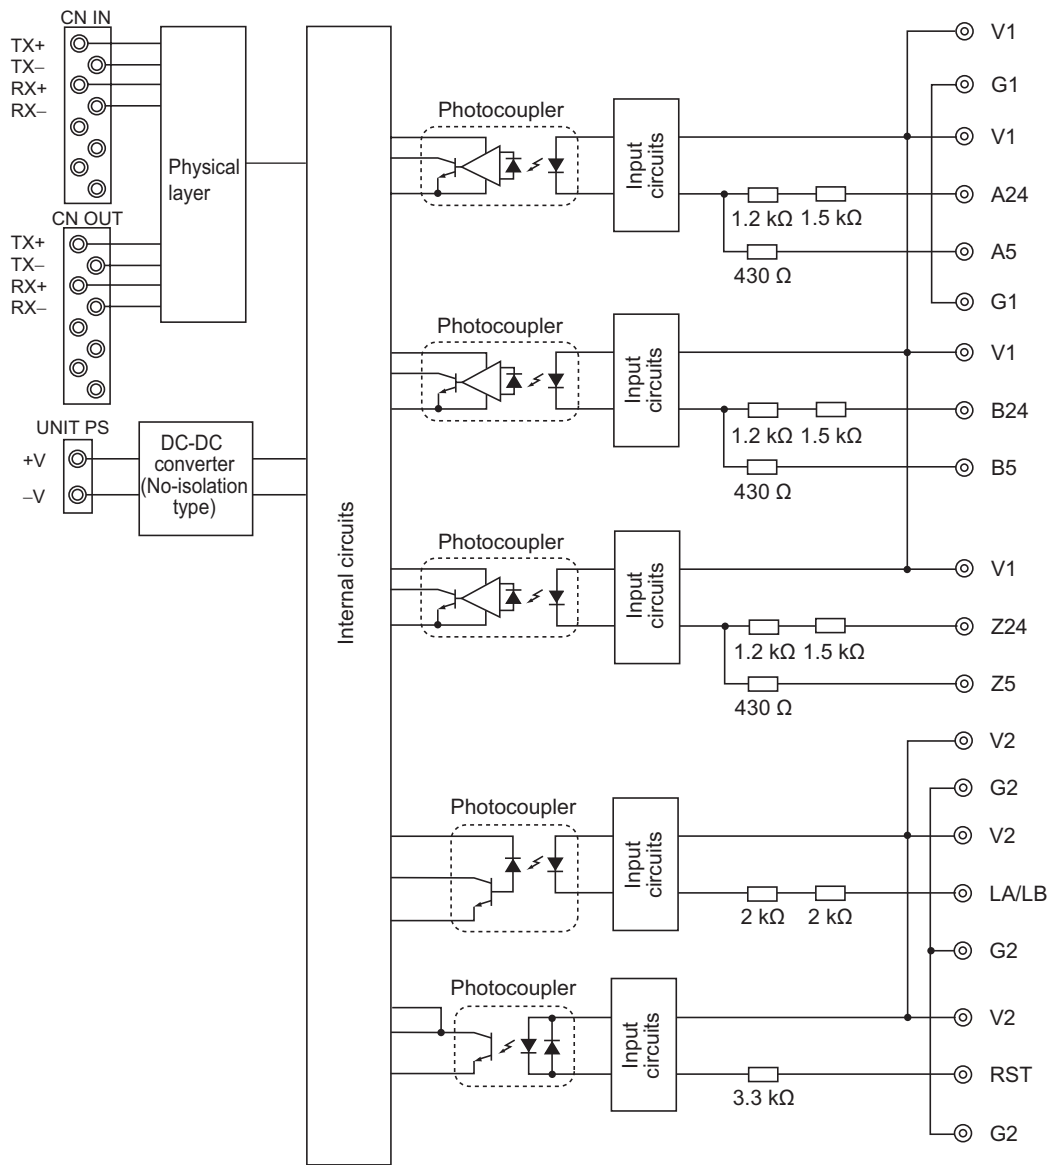 CN IN
TX+
TX–
RX+
RX–
Physical
layer
CN OUT
TX+
TX–
RX+
RX–
UNIT PS
+V
–V
DC-DC
converter
(No-isolation
type)
Internal circuits
Photocoupler
Input
circuits
V1
G1
V1
A24
1.2 kΩ
1.5 kΩ
A5
430 Ω
G1
Photocoupler
Input
circuits
V1
B24
1.2 kΩ
1.5 kΩ
B5
430 Ω
Photocoupler
Input
circuits
V1
Z24
1.2 kΩ
1.5 kΩ
Z5
430 Ω
V2
G2
Photocoupler
Input
circuits
V2
LA/LB
2 kΩ
2 kΩ
G2
Photocoupler
Input
circuits
V2
RST
3.3 kΩ
G2